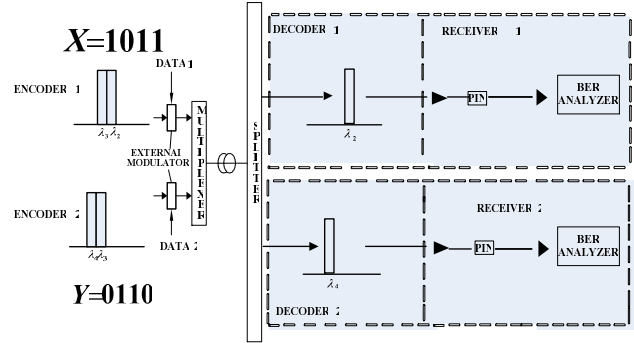 X=1011
DATA 1
ENCODER 1
λ3 λ2
EXTERNAL
MODULATOR
MULTIPLEXER
ENCODER 2
λ4 λ3
DATA 2
Y=0110
SPLITTER
DECODER 1
RECEIVER 1
λ2
PIN
BER
ANALYZER
RECEIVER 2
λ4
PIN
BER
ANALYZER
DECODER 2